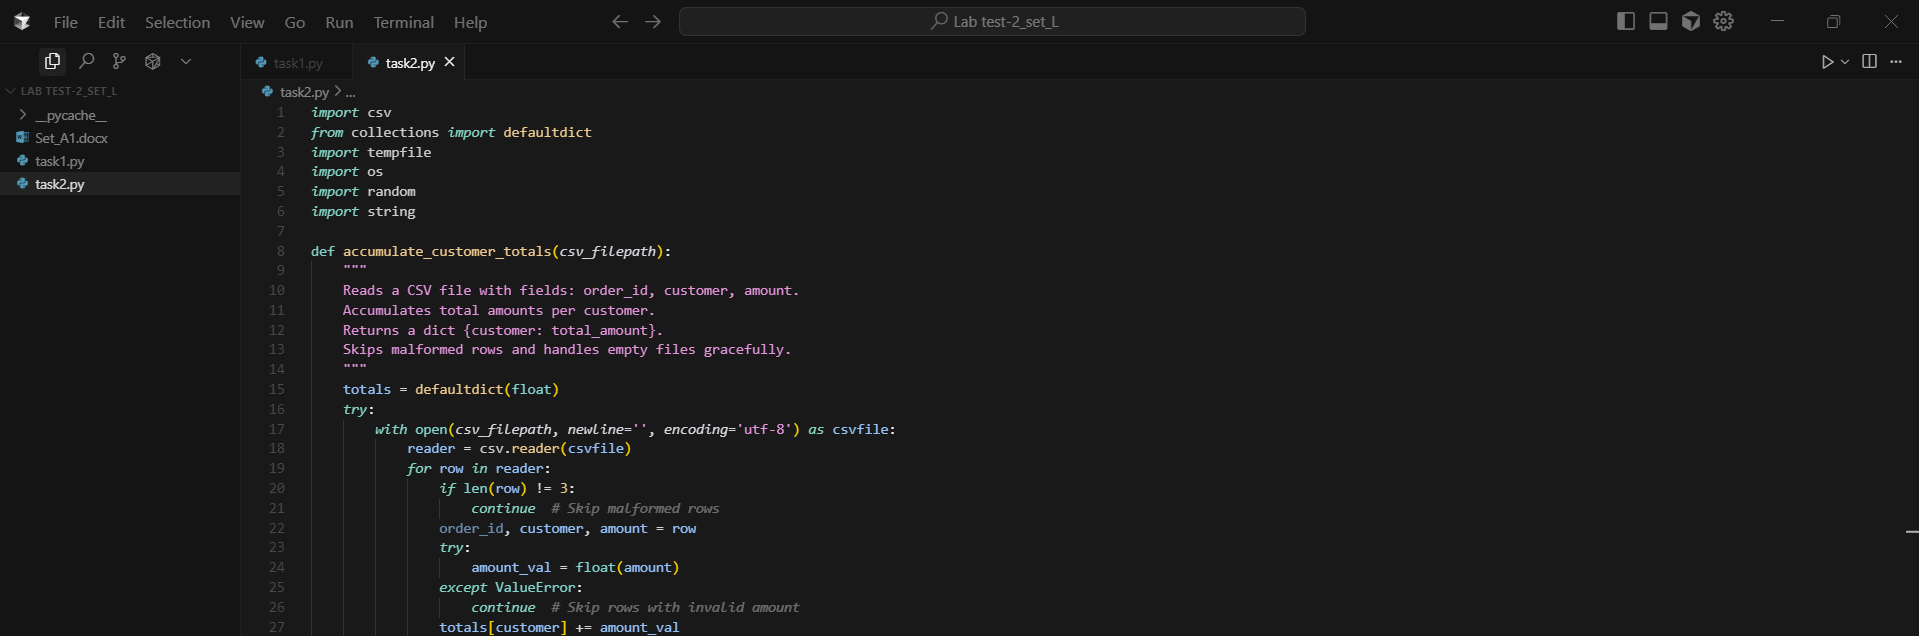 File Edit Selection View Go Run Terminal Help
Lab test-2_set_L
task1.py
task2.py
LAB TEST-2_SET_L
__pycache__
Set_A1.docx
task1.py
task2.py
task2.py > ...
1 import csv
2 from collections import defaultdict
3 import tempfile
4 import os
5 import random
6 import string
7
8 def accumulate_customer_totals(csv_filepath):
9 """
10 Reads a CSV file with fields: order_id, customer, amount.
11 Accumulates total amounts per customer.
12 Returns a dict {customer: total_amount}.
13 Skips malformed rows and handles empty files gracefully.
14 """
15 totals = defaultdict(float)
16 try:
17 with open(csv_filepath, newline='', encoding='utf-8') as csvfile:
18 reader = csv.reader(csvfile)
19 for row in reader:
20 if len(row) != 3:
21 continue # Skip malformed rows
22 order_id, customer, amount = row
23 try:
24 amount_val = float(amount)
25 except ValueError:
26 continue # Skip rows with invalid amount
27 totals[customer] += amount_val